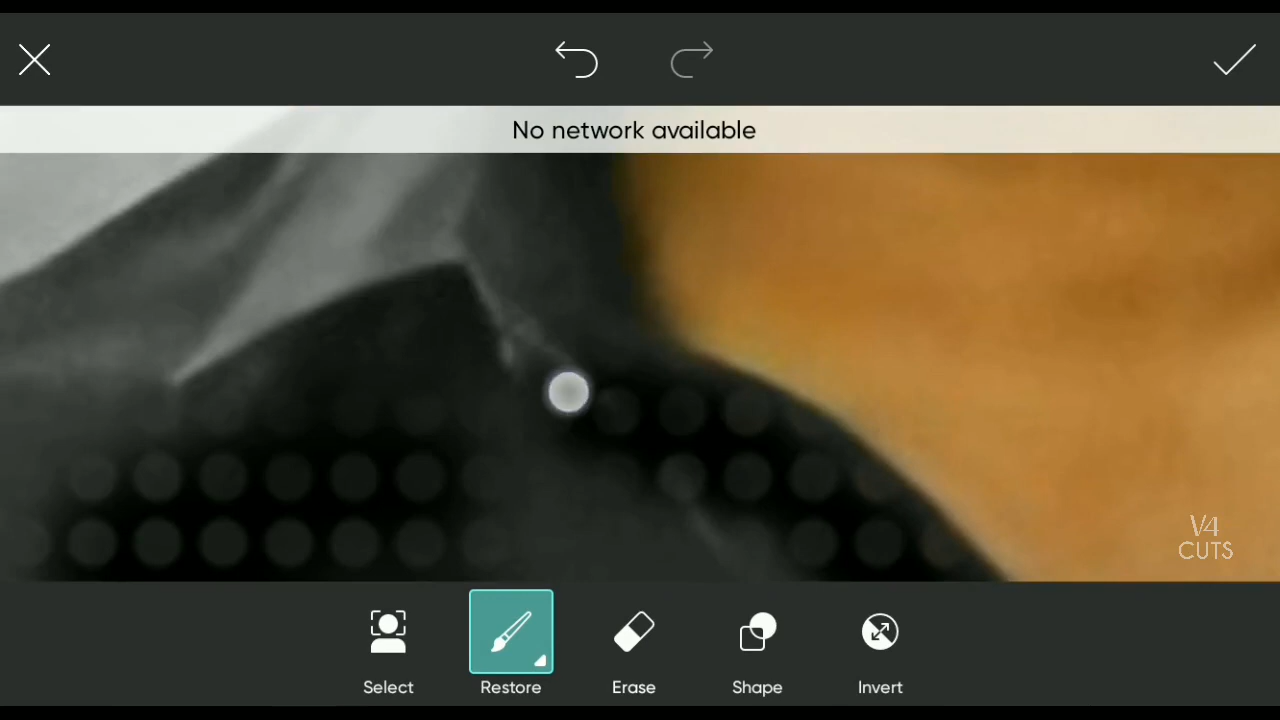 No network available
V4
CUTS
Select
Restore
Erase
Shape
Invert